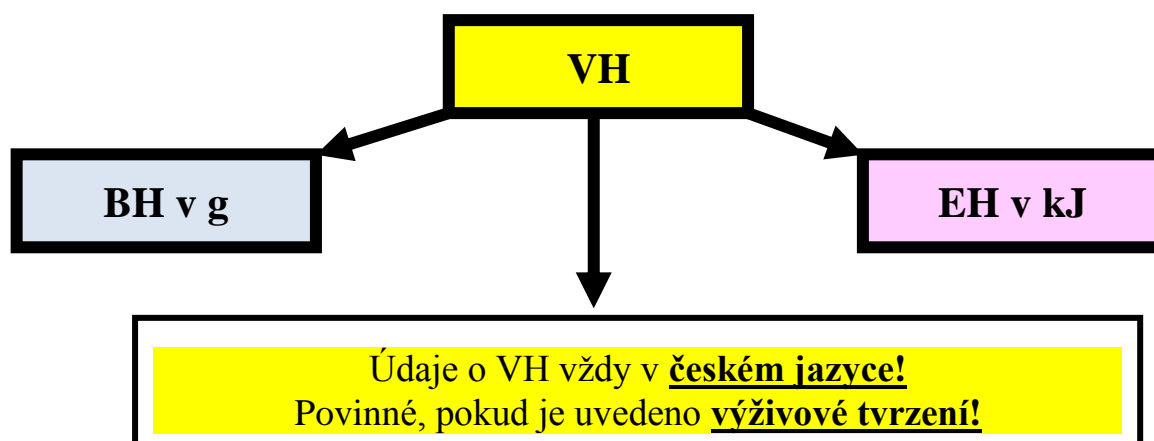 VH
BH v g
EH v kJ
Údaje o VH vždy v českém jazyce!
Povinné, pokud je uvedeno výživové tvrzení!